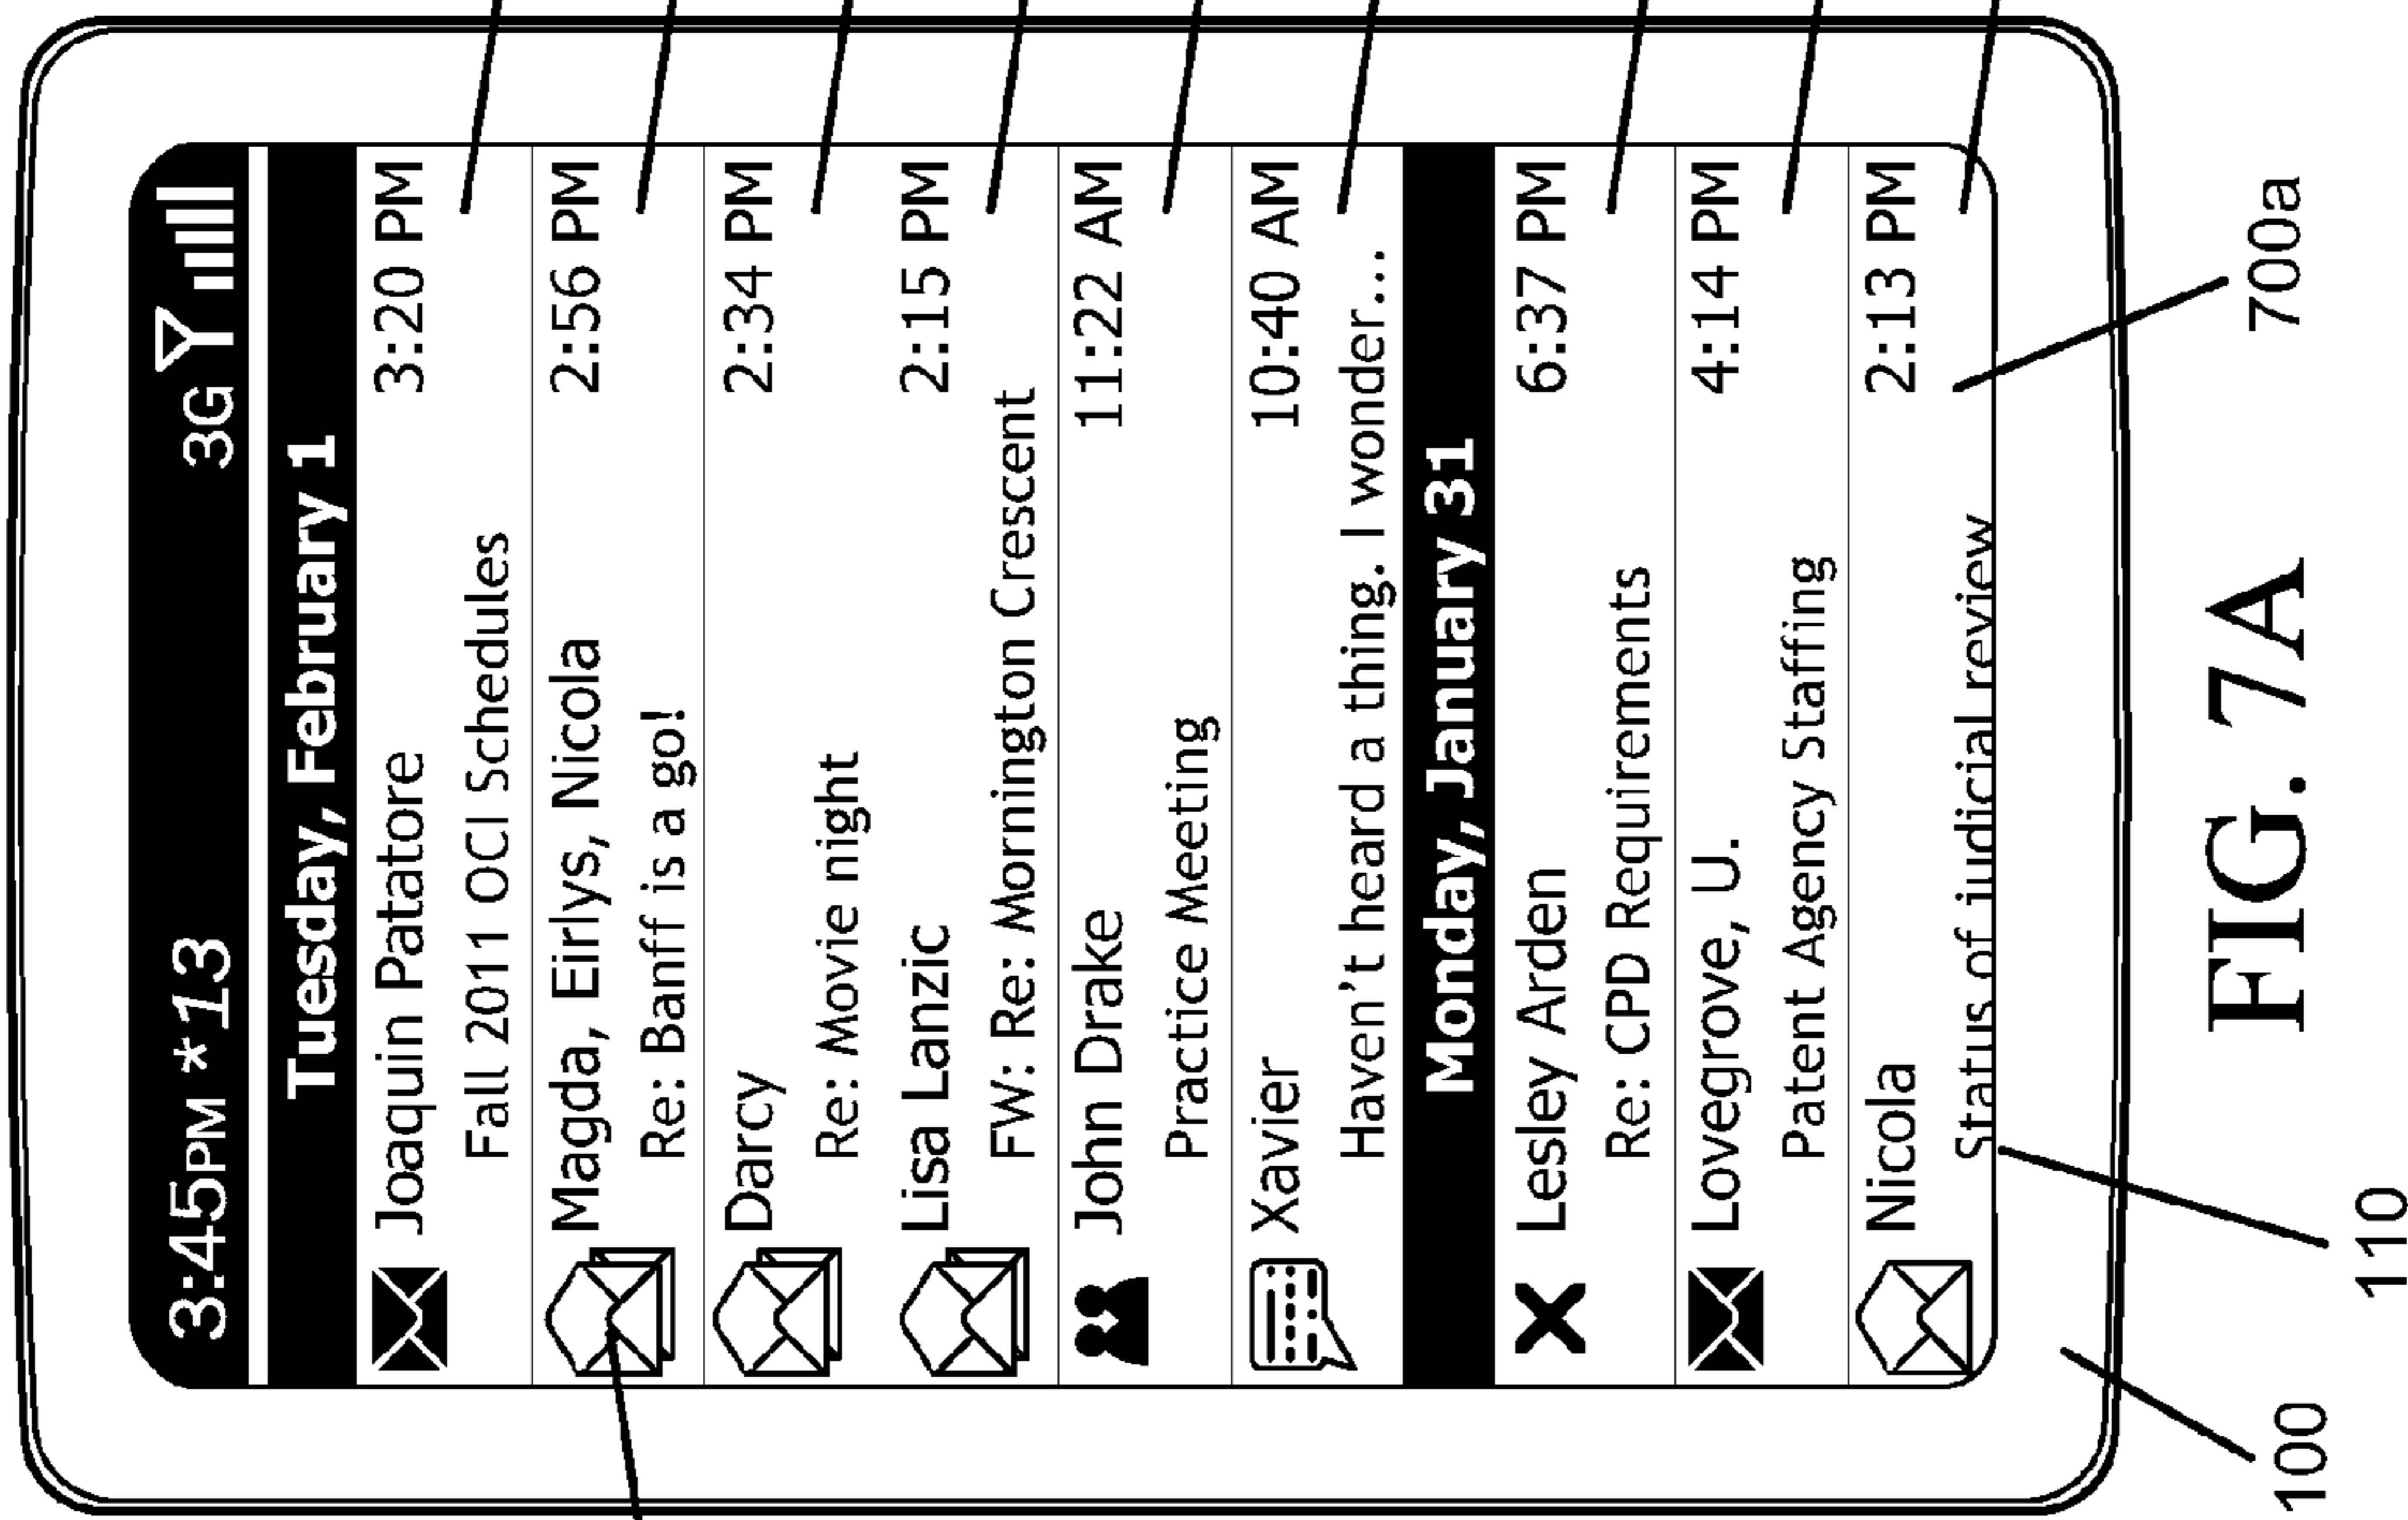 3:45PM *13 3G
Tuesday, February 1
Joaquin Patatore 3:20 PM
Fall 2011 OCI Schedules
Magda, Eirlys, Nicola 2:56 PM
Re: Banff is a go!
Darcy 2:34 PM
Re: Movie night
Lisa Lanzic 2:15 PM
FW: Re: Mornington Crescent
John Drake 11:22 AM
Practice Meeting
Xavier 10:40 AM
Haven't heard a thing. I wonder...
Monday, January 31
Lesley Arden 6:37 PM
Re: CPD Requirements
Lovegrove, U. 4:14 PM
Patent Agency Staffing
Nicola 2:13 PM
Status of judicial review
700a
100
110
FIG. 7A